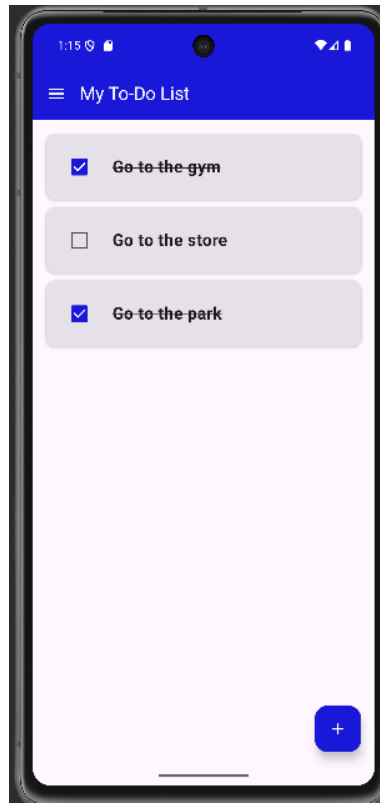 1:15
My To-Do List
Go to the gym
Go to the store
Go to the park
+